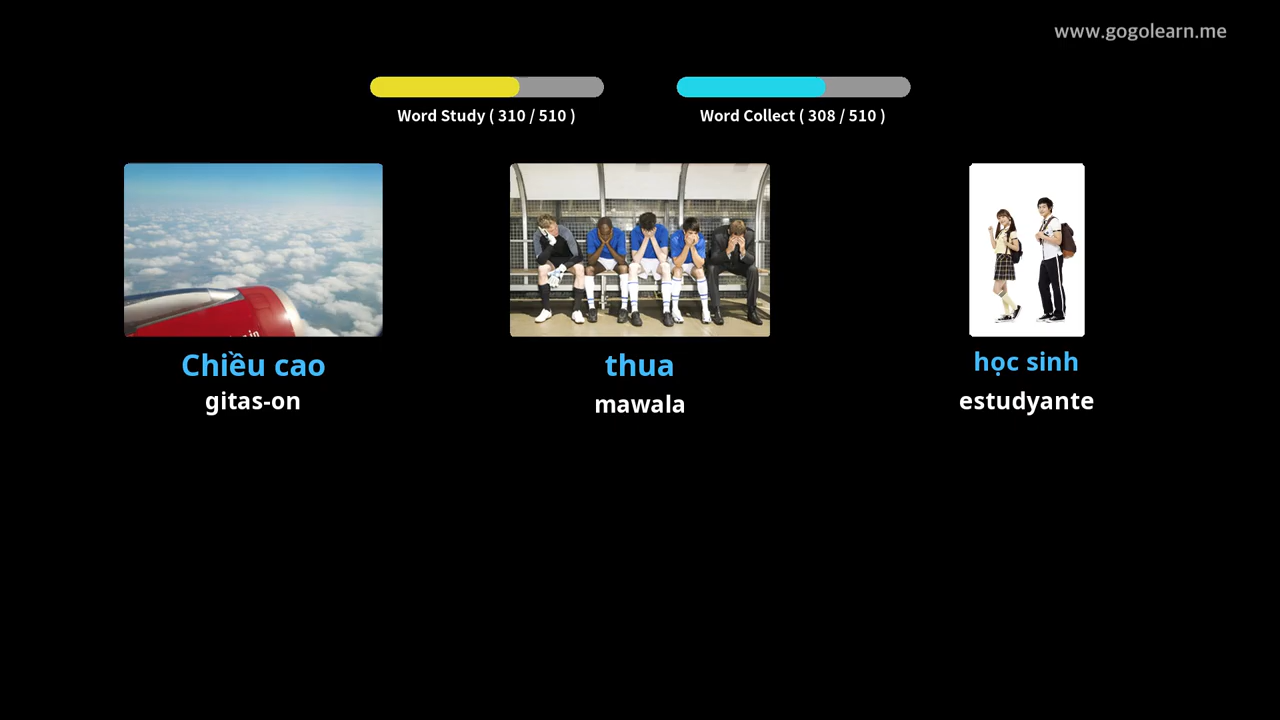 www.gogolearn.me
Word Study ( 310 / 510 )
Word Collect ( 308 / 510 )
Chiều cao
gitas-on
thua
mawala
học sinh
estudyante